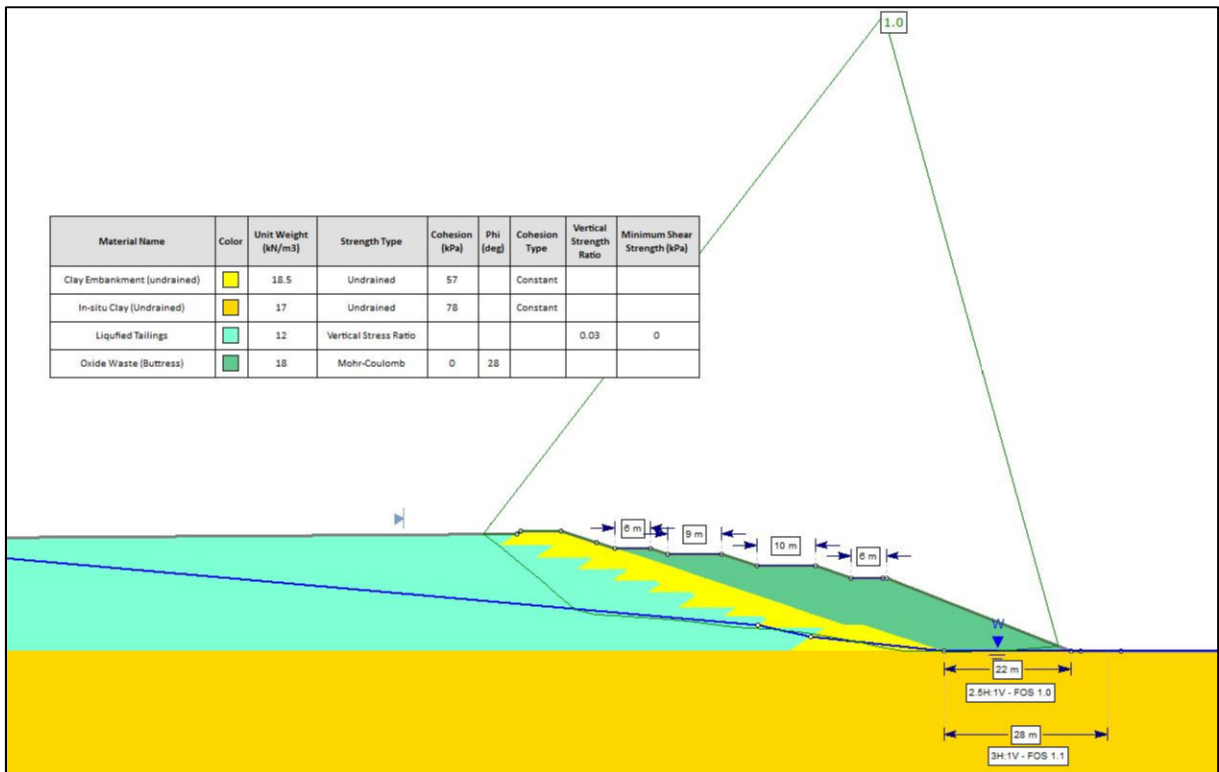 1.0
Material Name Color Unit Weight (kN/m3) Strength Type Cohesion (kPa) Phi (deg) Cohesion Type Vertical Strength Ratio Minimum Shear Strength (kPa)
Clay Embankment (undrained) 18.5 Undrained 57 Constant
In-situ Clay (Undrained) 17 Undrained 78 Constant
Liqufied Tailings 12 Vertical Stress Ratio 0.03 0
Oxide Waste (Buttress) 18 Mohr-Coulomb 0 28
6 m
9 m
10 m
6 m
W
22 m
2.5H:1V - FOS 1.0
28 m
3H:1V - FOS 1.1